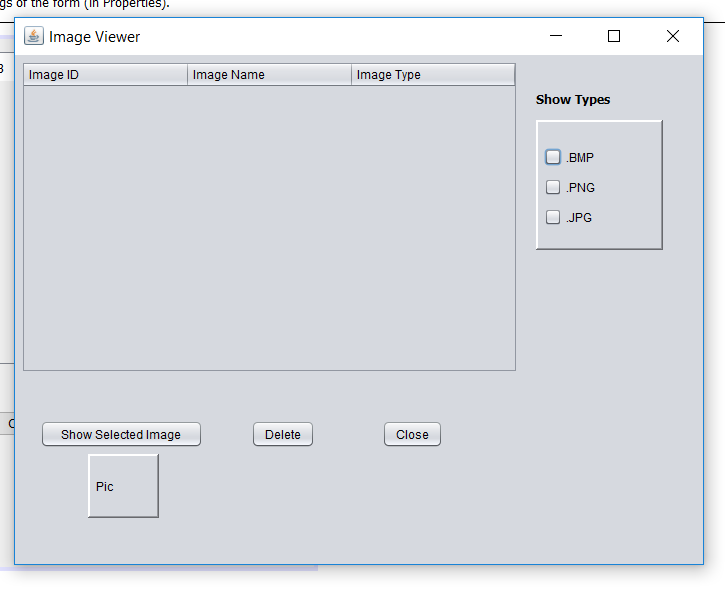 gs of the form (in Properties).
Image Viewer
Image ID Image Name Image Type
Show Types
.BMP
.PNG
.JPG
Show Selected Image Delete Close
Pic